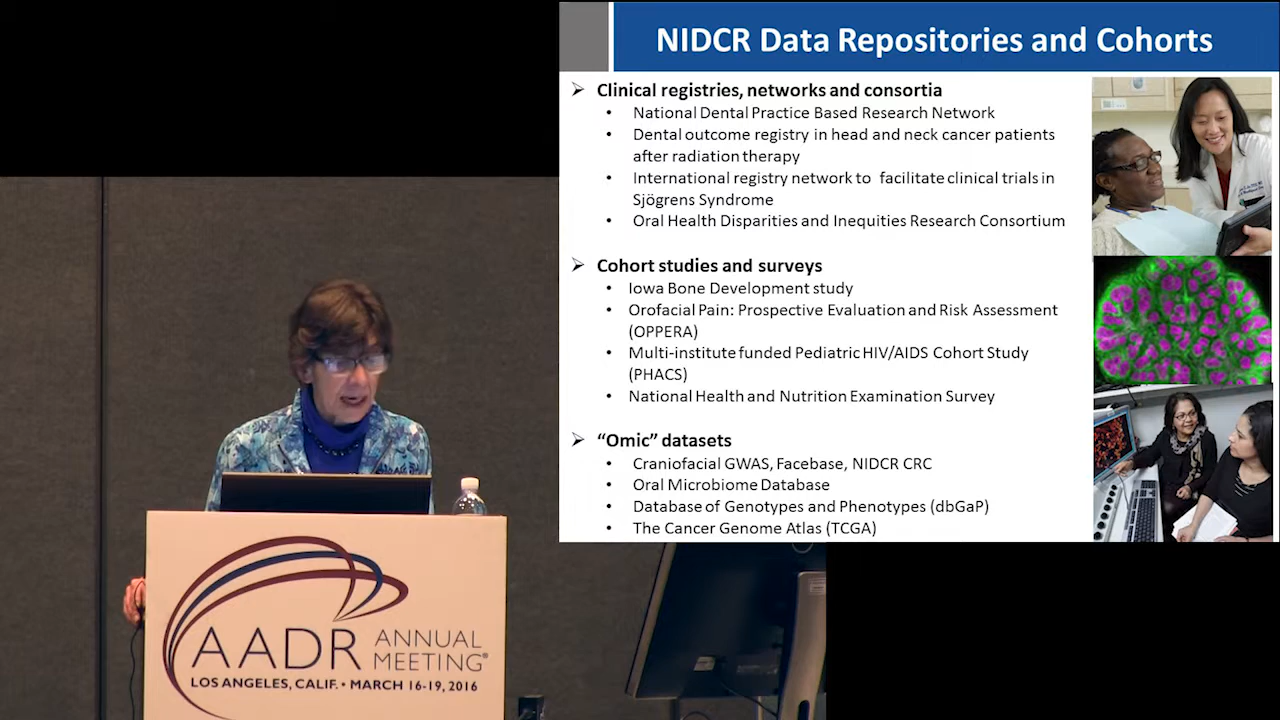 NIDCR Data Repositories and Cohorts
➢ Clinical registries, networks and consortia
• National Dental Practice Based Research Network
• Dental outcome registry in head and neck cancer patients
after radiation therapy
• International registry network to facilitate clinical trials in
Sjögrens Syndrome
• Oral Health Disparities and Inequities Research Consortium
➢ Cohort studies and surveys
• Iowa Bone Development study
• Orofacial Pain: Prospective Evaluation and Risk Assessment
(OPPERA)
• Multi-institute funded Pediatric HIV/AIDS Cohort Study
(PHACS)
• National Health and Nutrition Examination Survey
➢ “Omic” datasets
• Craniofacial GWAS, Facebase, NIDCR CRC
• Oral Microbiome Database
• Database of Genotypes and Phenotypes (dbGaP)
• The Cancer Genome Atlas (TCGA)
AADR ANNUAL
MEETING®
LOS ANGELES, CALIF. • MARCH 16-19, 2016